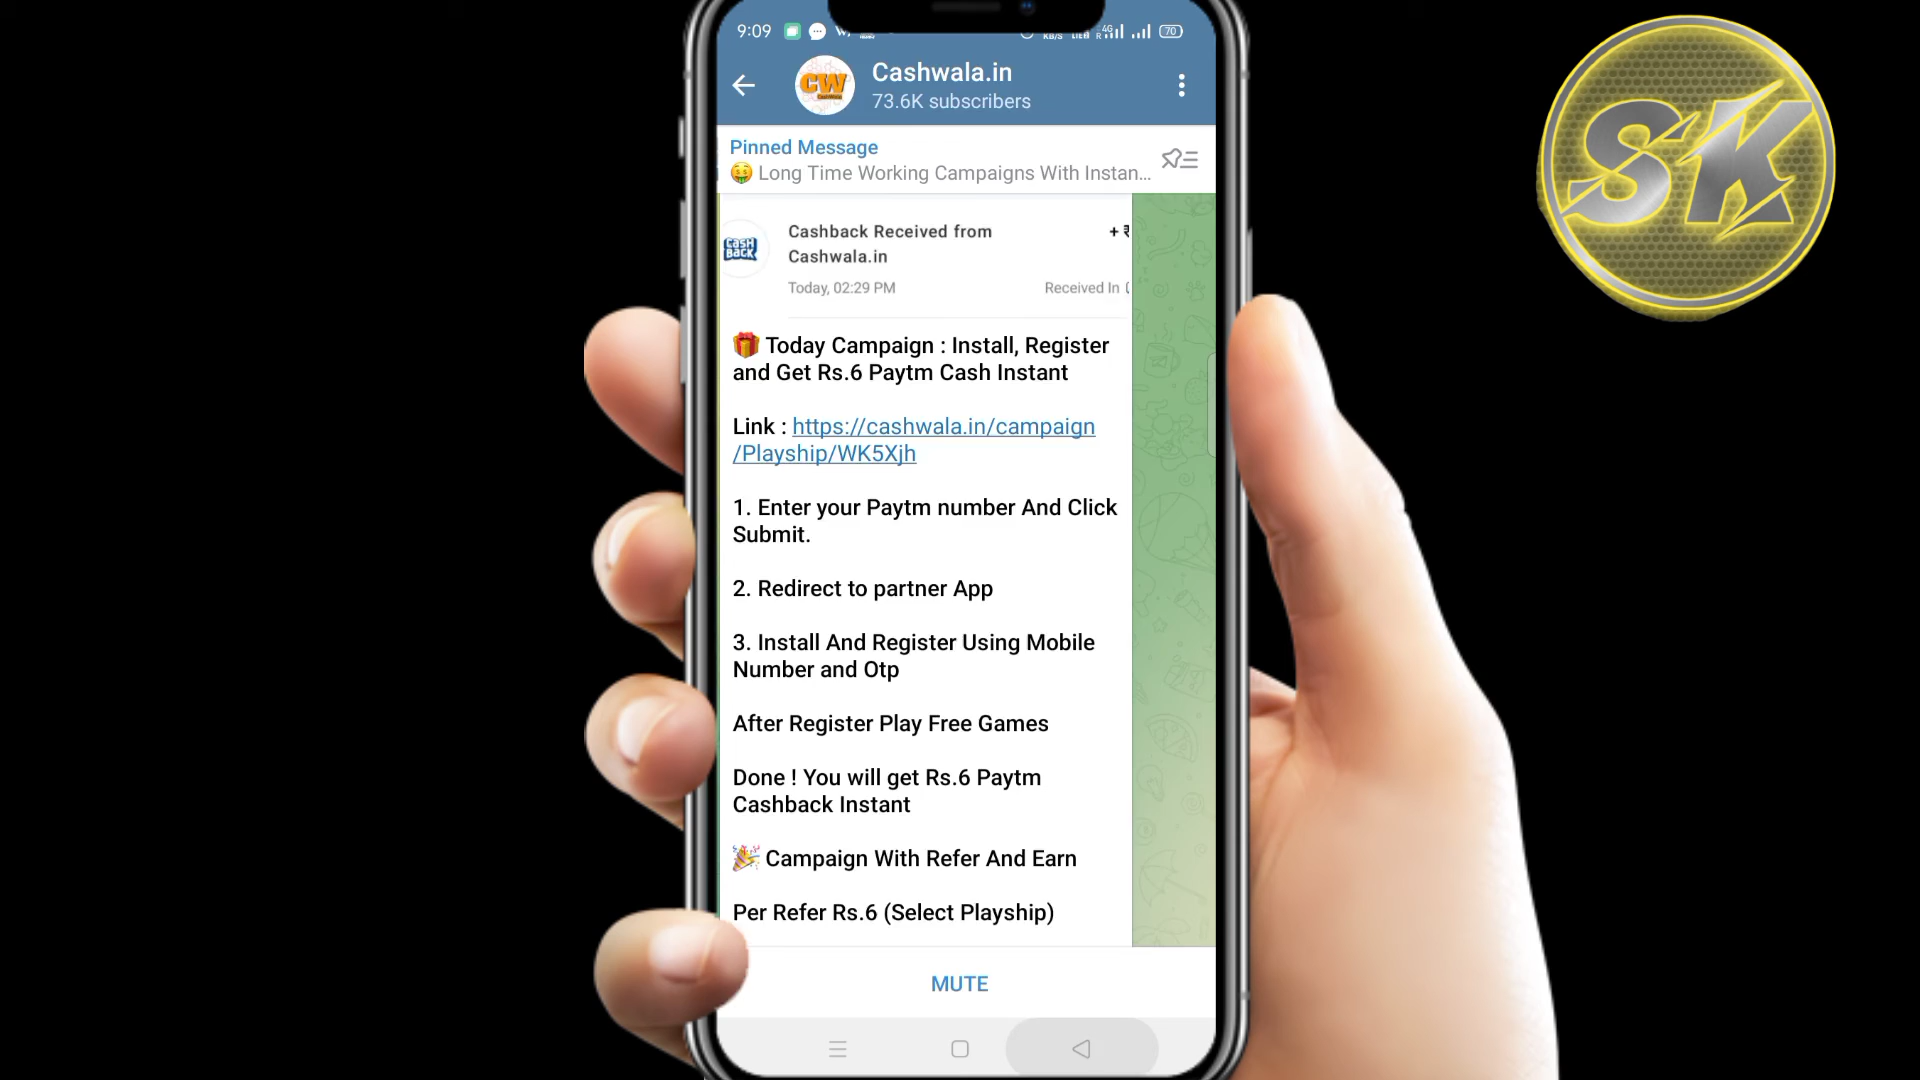 9:09
70
Cashwala.in
73.6K subscribers
CW
Pinned Message
🤑 Long Time Working Campaigns With Instan...
CASH
BACK
Cashback Received from
Cashwala.in
+ ₹
Today, 02:29 PM
Received In
🎁 Today Campaign : Install, Register
and Get Rs.6 Paytm Cash Instant
Link : https://cashwala.in/campaign
/Playship/WK5Xjh
1. Enter your Paytm number And Click
Submit.
2. Redirect to partner App
3. Install And Register Using Mobile
Number and Otp
After Register Play Free Games
Done ! You will get Rs.6 Paytm
Cashback Instant
🎉 Campaign With Refer And Earn
Per Refer Rs.6 (Select Playship)
MUTE
SK